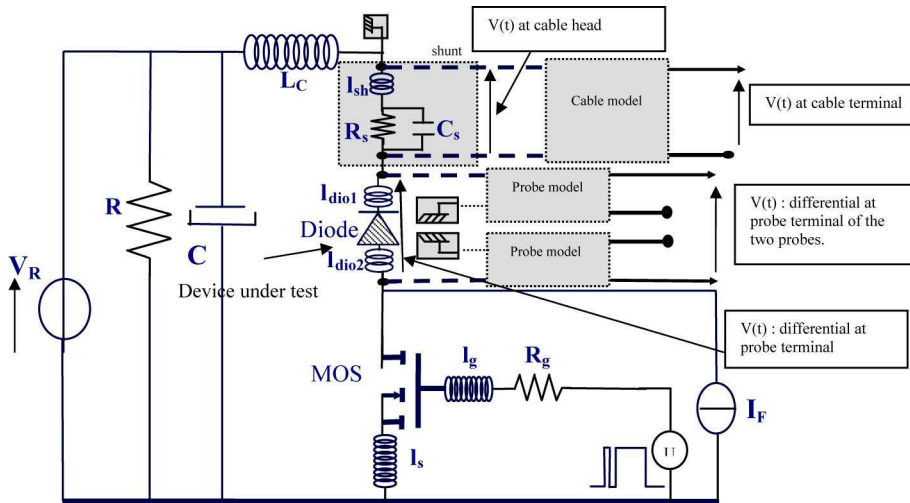 V(t) at cable head
shunt
L_C
l_sh
Cable model
V(t) at cable terminal
R_s
C_s
R
C
l_dio1
Diode
l_dio2
Probe model
Probe model
V(t) : differential at
probe terminal of the
two probes.
V_R
Device under test
V(t) : differential at
probe terminal
MOS
l_g
R_g
I_F
l_s
U